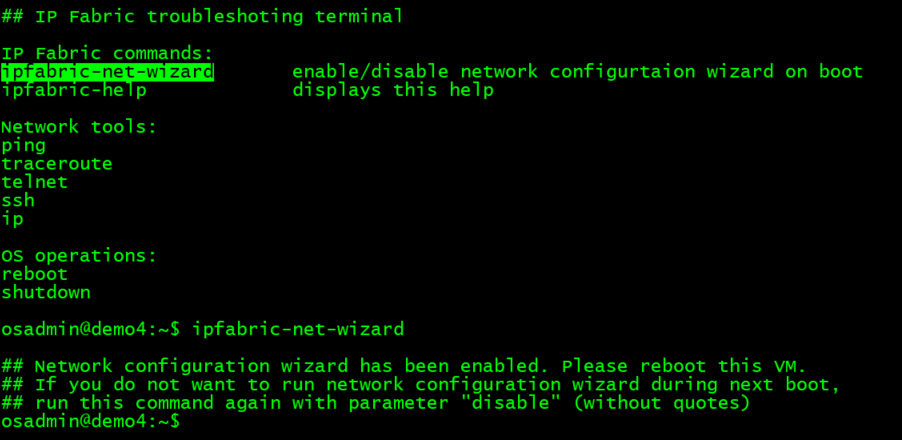 ## IP Fabric troubleshoting terminal
IP Fabric commands:
ipfabric-net-wizard enable/disable network configurtaion wizard on boot
ipfabric-help displays this help
Network tools:
ping
traceroute
telnet
ssh
ip
OS operations:
reboot
shutdown
osadmin@demo4:~$ ipfabric-net-wizard
## Network configuration wizard has been enabled. Please reboot this VM.
## If you do not want to run network configuration wizard during next boot,
## run this command again with parameter "disable" (without quotes)
osadmin@demo4:~$